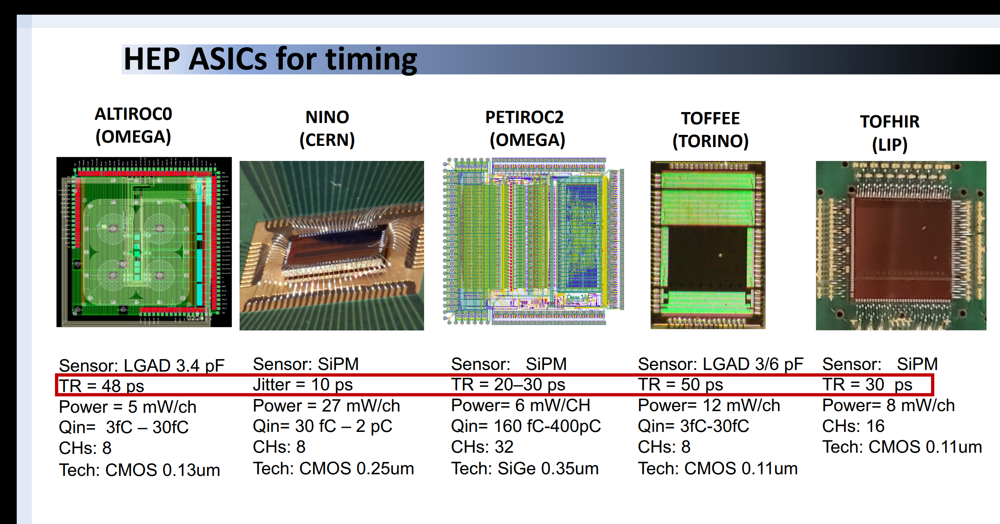 HEP ASICs for timing
ALTIROC0
(OMEGA)
NINO
(CERN)
PETIROC2
(OMEGA)
TOFFEE
(TORINO)
TOFHIR
(LIP)
Sensor: LGAD 3.4 pF
TR = 48 ps
Power = 5 mW/ch
Qin=  3fC – 30fC
CHs: 8
Tech: CMOS 0.13um
Sensor: SiPM
Jitter = 10 ps
Power = 27 mW/ch
Qin= 30 fC – 2 pC
CHs: 8
Tech: CMOS 0.25um
Sensor:   SiPM
TR = 20–30 ps
Power= 6 mW/CH
Qin= 160 fC-400pC
CHs: 32
Tech: SiGe 0.35um
Sensor: LGAD 3/6 pF
TR = 50 ps
Power= 12 mW/ch
Qin= 3fC-30fC
CHs: 8
Tech: CMOS 0.11um
Sensor:   SiPM
TR = 30  ps
Power= 8 mW/ch
CHs: 16
Tech: CMOS 0.11um